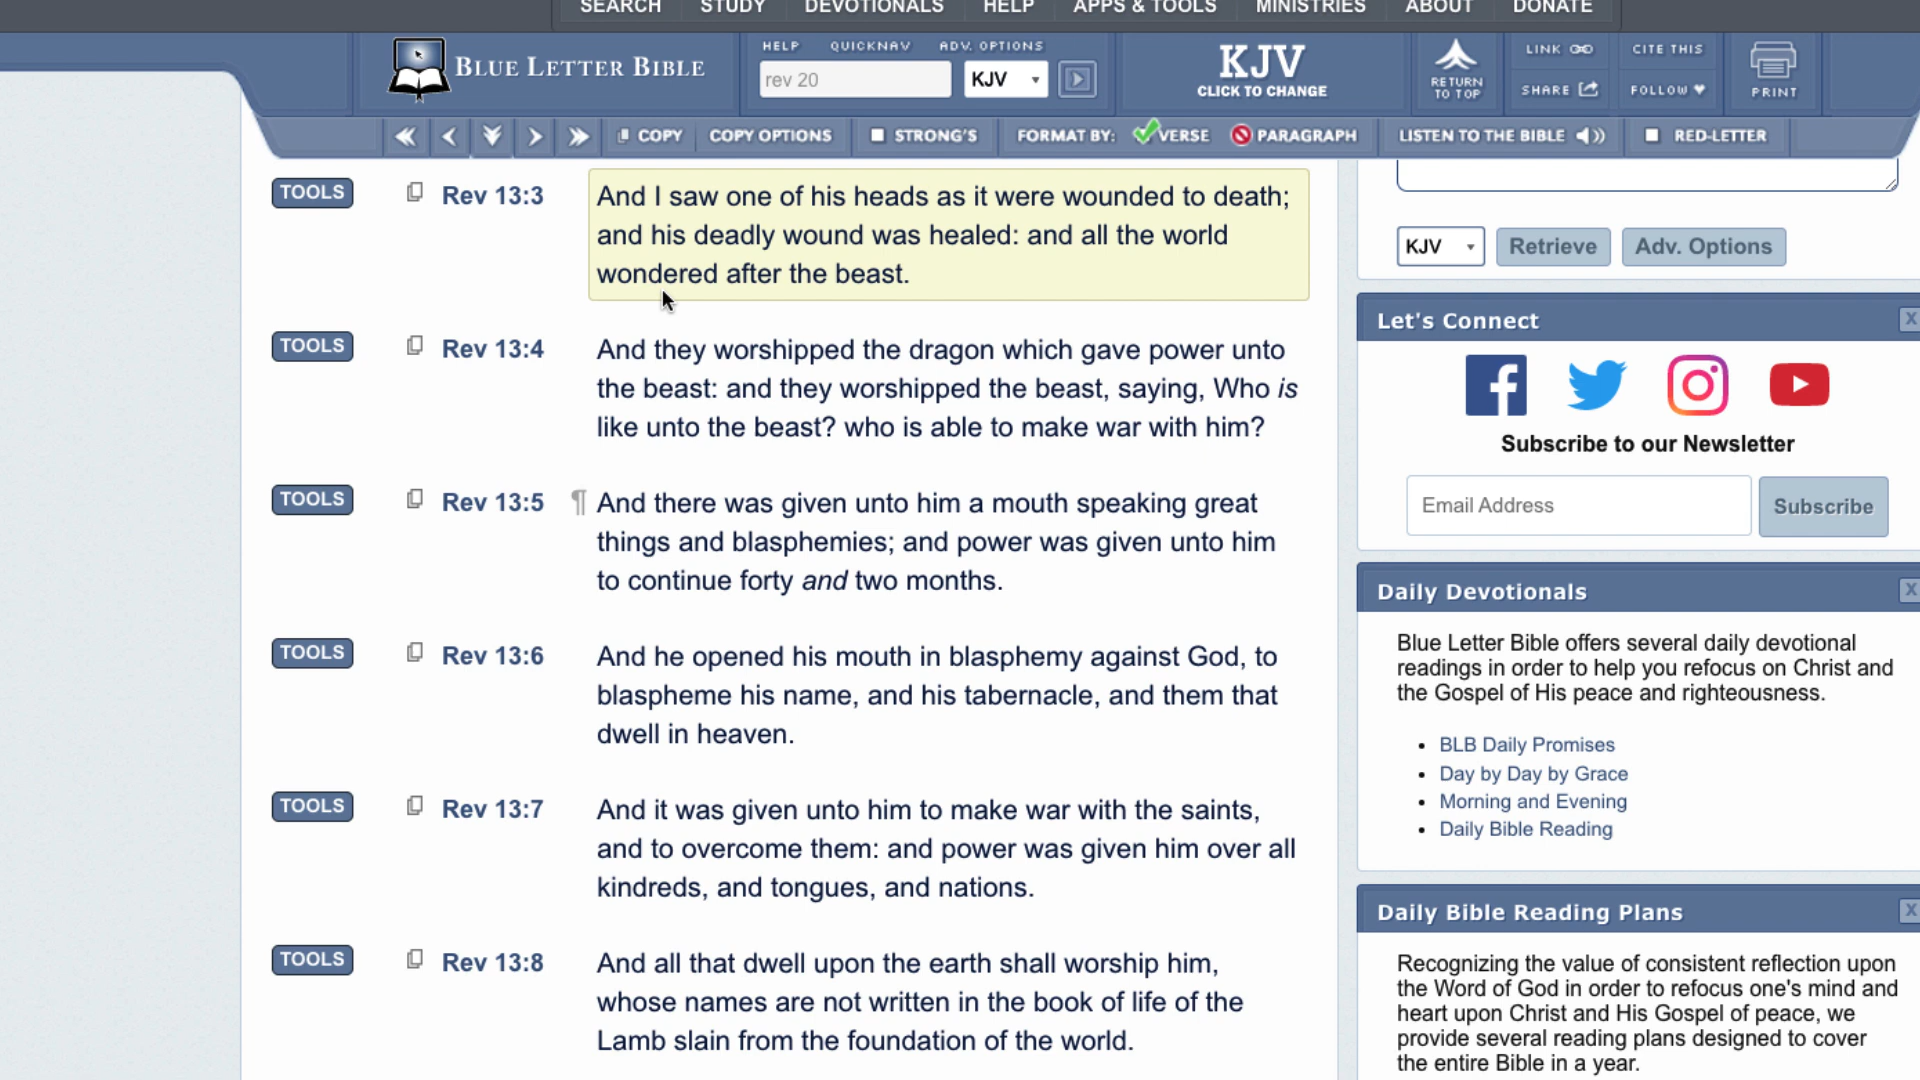 SEARCH STUDY DEVOTIONALS HELP APPS & TOOLS MINISTRIES ABOUT DONATE
BLUE LETTER BIBLE
HELP QUICKNAV ADV. OPTIONS
rev 20 KJV
KJV
CLICK TO CHANGE
RETURN
TO TOP
LINK
SHARE
CITE THIS
FOLLOW
PRINT
COPY COPY OPTIONS STRONG'S FORMAT BY: VERSE PARAGRAPH LISTEN TO THE BIBLE RED-LETTER
TOOLS Rev 13:3 And I saw one of his heads as it were wounded to death;
and his deadly wound was healed: and all the world
wondered after the beast.
TOOLS Rev 13:4 And they worshipped the dragon which gave power unto
the beast: and they worshipped the beast, saying, Who is
like unto the beast? who is able to make war with him?
TOOLS Rev 13:5 ¶ And there was given unto him a mouth speaking great
things and blasphemies; and power was given unto him
to continue forty and two months.
TOOLS Rev 13:6 And he opened his mouth in blasphemy against God, to
blaspheme his name, and his tabernacle, and them that
dwell in heaven.
TOOLS Rev 13:7 And it was given unto him to make war with the saints,
and to overcome them: and power was given him over all
kindreds, and tongues, and nations.
TOOLS Rev 13:8 And all that dwell upon the earth shall worship him,
whose names are not written in the book of life of the
Lamb slain from the foundation of the world.
KJV Retrieve Adv. Options
Let's Connect X
Subscribe to our Newsletter
Email Address Subscribe
Daily Devotionals X
Blue Letter Bible offers several daily devotional
readings in order to help you refocus on Christ and
the Gospel of His peace and righteousness.
• BLB Daily Promises
• Day by Day by Grace
• Morning and Evening
• Daily Bible Reading
Daily Bible Reading Plans X
Recognizing the value of consistent reflection upon
the Word of God in order to refocus one's mind and
heart upon Christ and His Gospel of peace, we
provide several reading plans designed to cover
the entire Bible in a year.